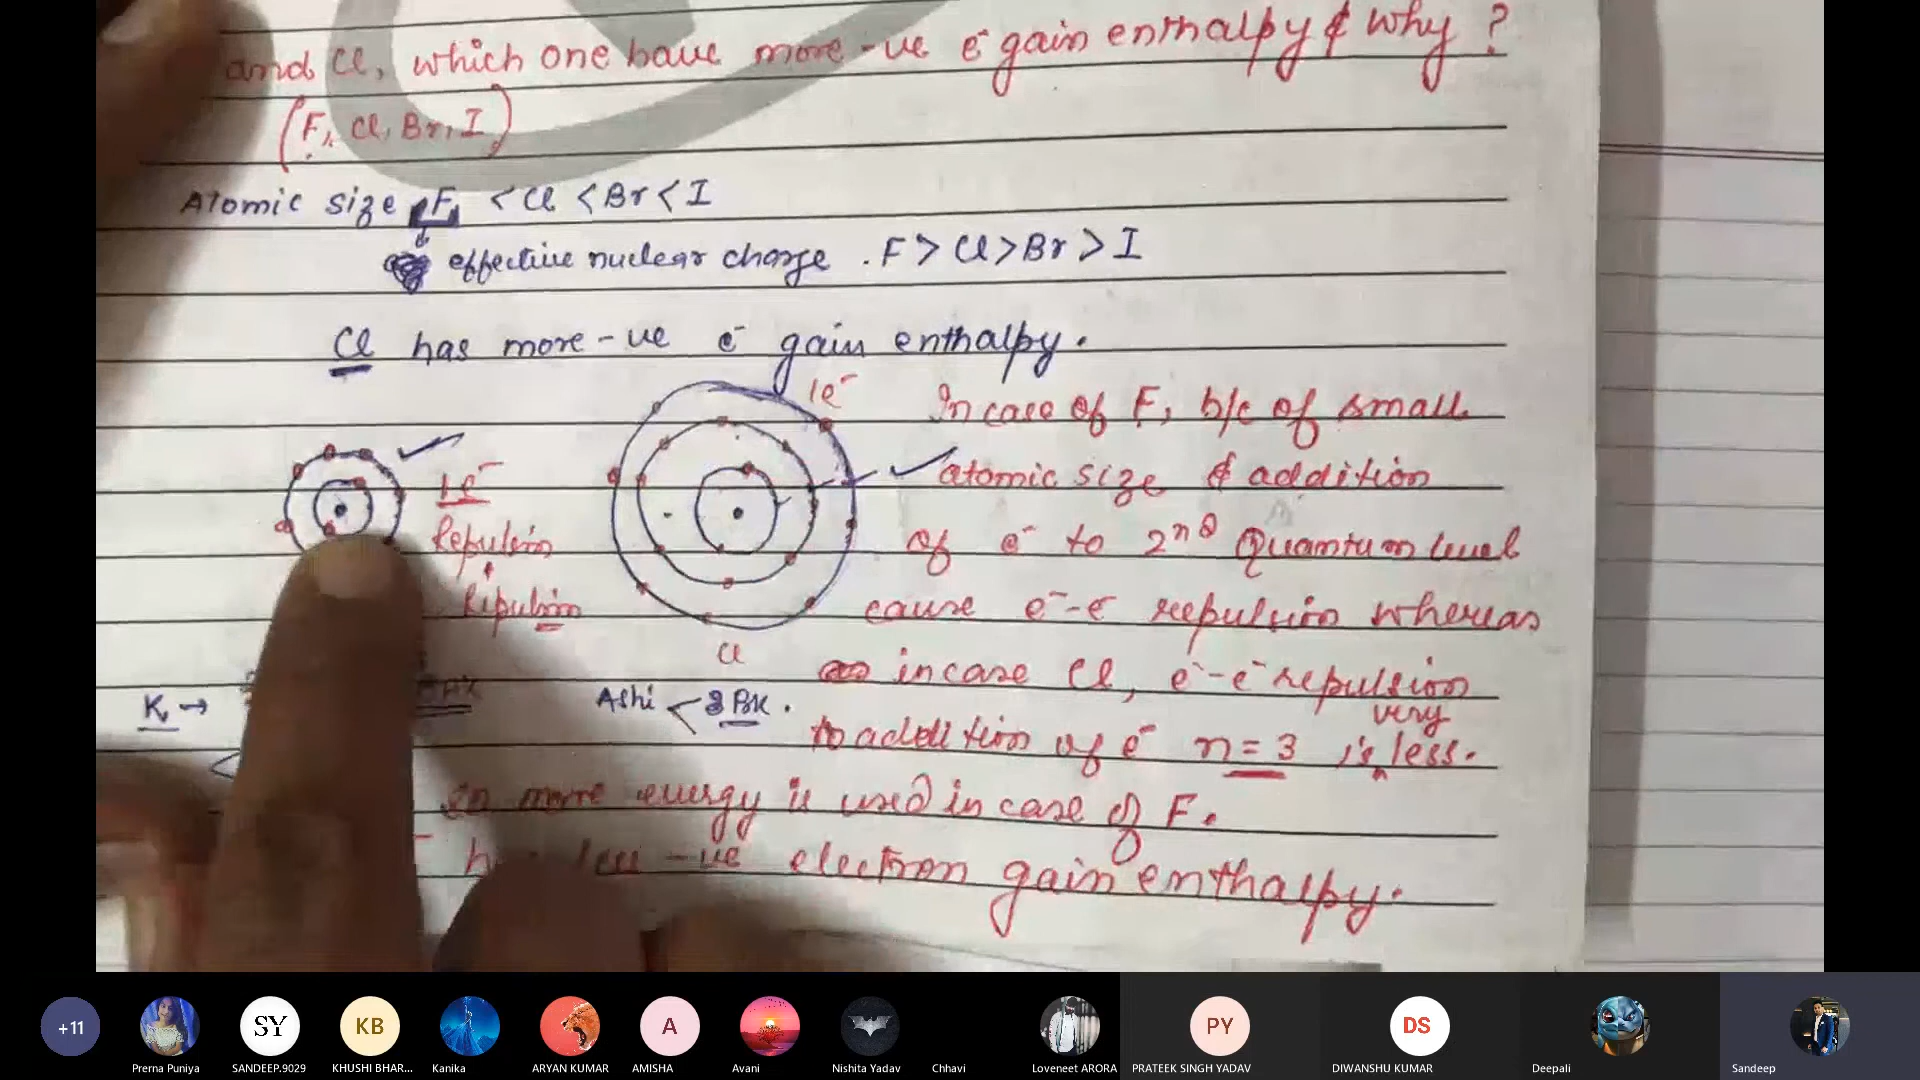 and Cl, which one have more -ve e⁻ gain enthalpy & why ?
(F, Cl, Br, I)
Atomic size F < Cl < Br < I
effective nuclear charge . F > Cl > Br > I
Cl has more -ve e⁻ gain enthalpy.
1e⁻
1e⁻
Repulsin
Ripulsin
Cl
In case of F, b/c of small
atomic size & addition
of e⁻ to 2nd Quantum level
cause e⁻-e⁻ repulsion whereas
in case Cl, e⁻-e⁻ repulsion
to addition of e⁻ n=3 is very less.
K →
Ashi < 2 BK .
more energy is used in case of F.
less -ve electron gain enthalpy.
+11
Prerna Puniya
SY
SANDEEP.9029
KB
KHUSHI BHAR...
Kanika
ARYAN KUMAR
A
AMISHA
Avani
Nishita Yadav
Chhavi
Loveneet ARORA
PY
PRATEEK SINGH YADAV
DS
DIWANSHU KUMAR
Deepali
Sandeep